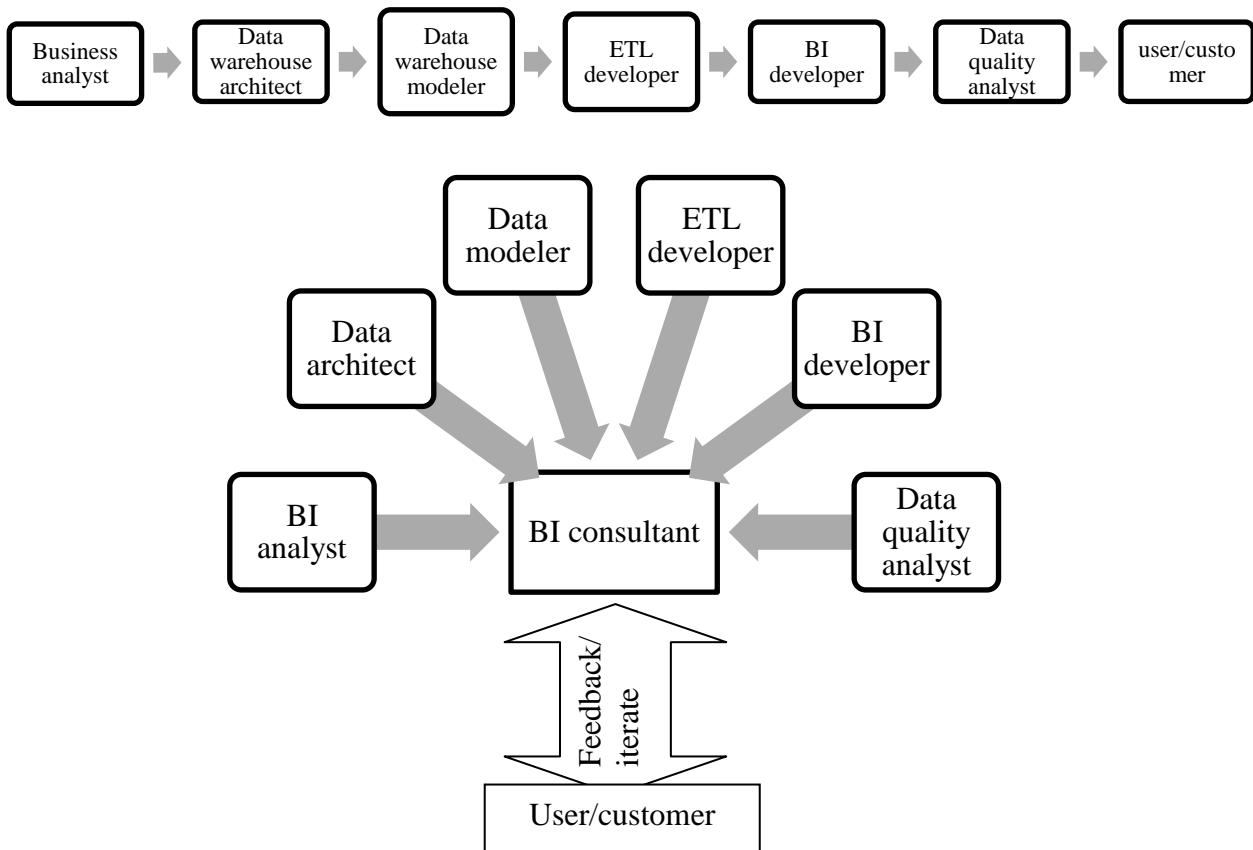 Business
analyst
Data
warehouse
architect
Data
warehouse
modeler
ETL
developer
BI
developer
Data
quality
analyst
user/custo
mer
Data
modeler
ETL
developer
Data
architect
BI
developer
BI
analyst
BI consultant
Data
quality
analyst
Feedback/
iterate
User/customer